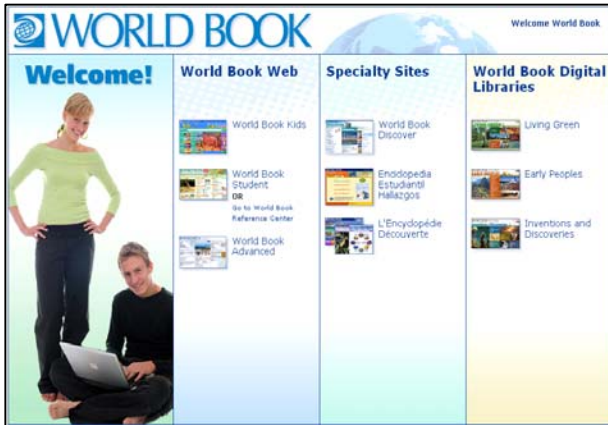 WORLD BOOK
Welcome World Book
Welcome!
World Book Web
World Book Kids
World Book
Student
OR
Go to World Book
Reference Center
World Book
Advanced
Specialty Sites
World Book
Discover
Enciclopedia
Estudiantil
Hallazgos
L'Encyclopédie
Découverte
World Book Digital
Libraries
Living Green
Early Peoples
Inventions and
Discoveries